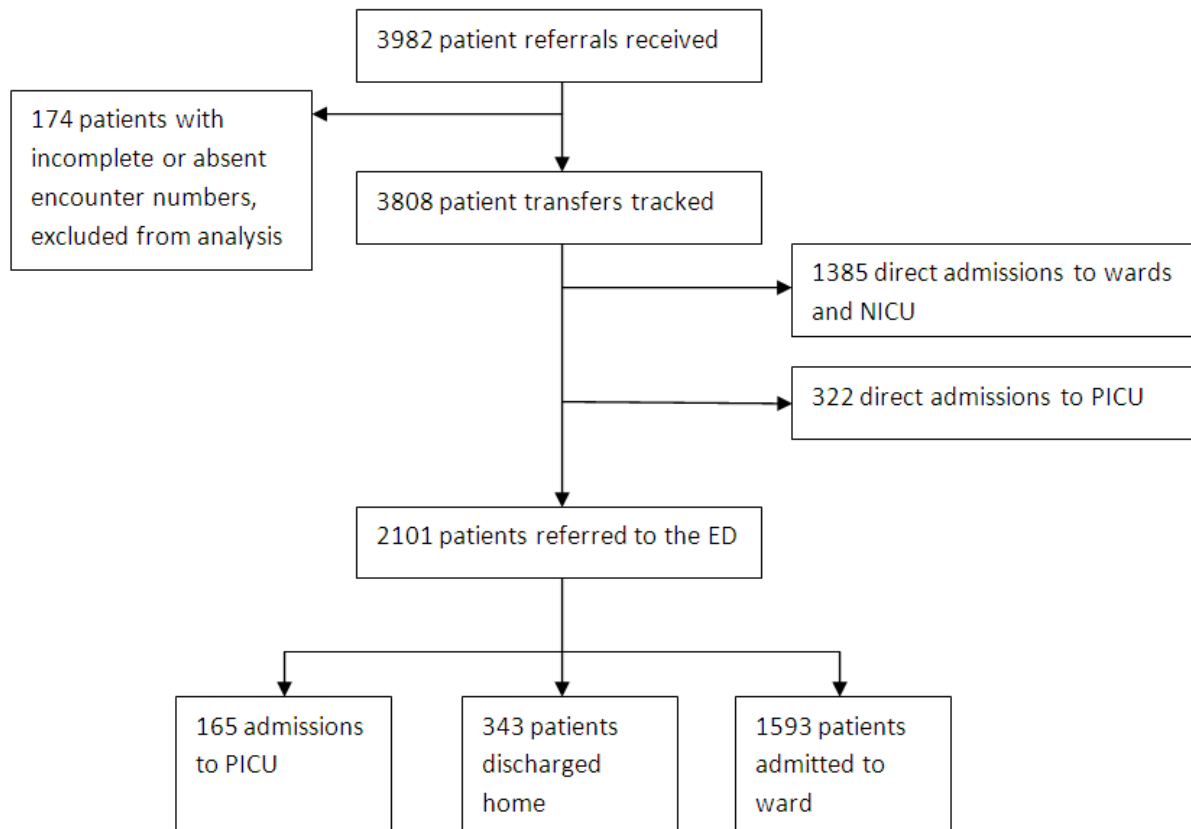 3982 patient referrals received
174 patients with
incomplete or absent
encounter numbers,
excluded from analysis
3808 patient transfers tracked
1385 direct admissions to wards
and NICU
322 direct admissions to PICU
2101 patients referred to the ED
165 admissions
to PICU
343 patients
discharged
home
1593 patients
admitted to
ward